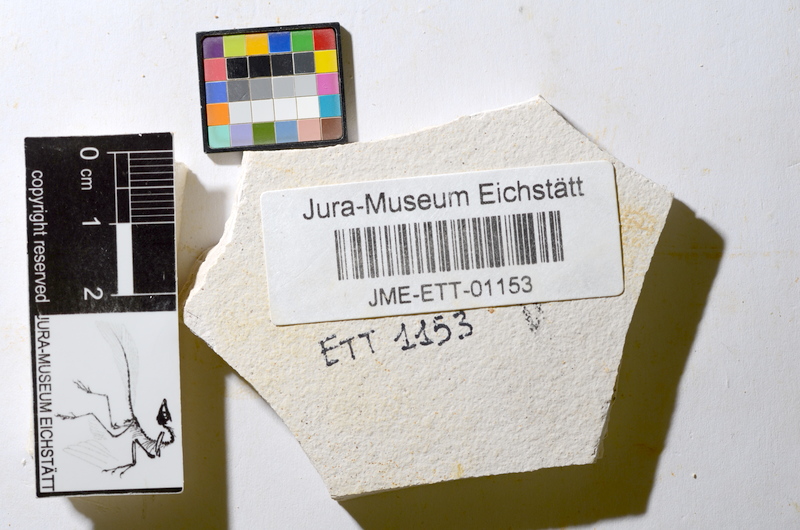 0
cm
1
2
copyright reserved
JURA-MUSEUM EICHSTÄTT
Jura-Museum Eichstätt
JME-ETT-01153
ETT 1153